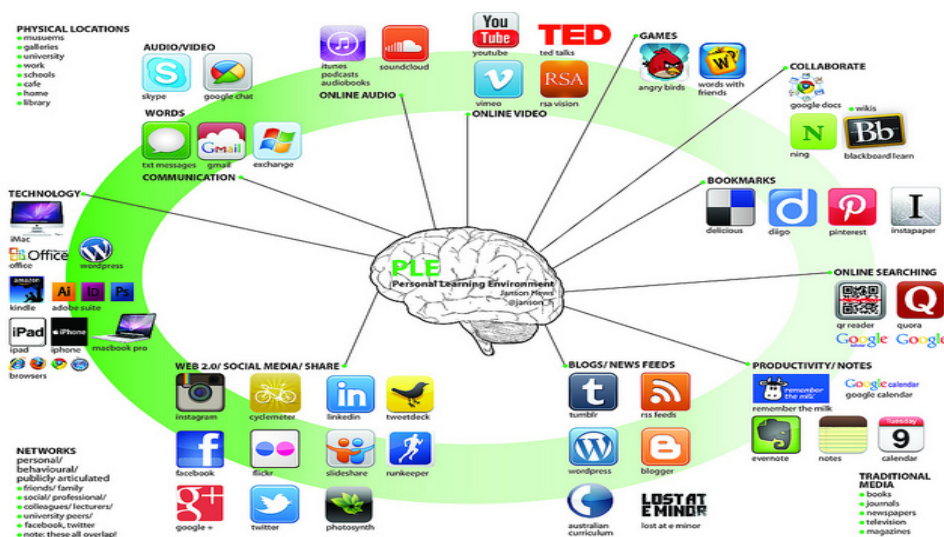 PHYSICAL LOCATIONS
musuems
galleries
university
work
schools
cafe
home
library
AUDIO/VIDEO
skype
google chat
WORDS
txt messages
Gmail
gmail
exchange
COMMUNICATION
itunes
podcasts
audiobooks
soundcloud
ONLINE AUDIO
You
Tube
youtube
TED
ted talks
vimeo
RSA
rsa vision
ONLINE VIDEO
GAMES
angry birds
W
words with
friends
COLLABORATE
google docs
wikis
N
ning
Bb
blackboard learn
BOOKMARKS
delicious
d
diigo
pinterest
I
instapaper
ONLINE SEARCHING
qr reader
Q
quora
Google
Google
TECHNOLOGY
iMac
Office
office
wordpress
amazon
kindle
Ai
ID
Ps
adobe suite
iPad
ipad
iPhone
iphone
macbook pro
browsers
PLE
Personal Learning Environment
Janson Hews
@janson_h
WEB 2.0/ SOCIAL MEDIA/ SHARE
instagram
cyclemeter
in
linkedin
tweetdeck
facebook
flickr
slideshare
runkeeper
g+
google +
twitter
photosynth
BLOGS/ NEWS FEEDS
t
tumblr
rss feeds
wordpress
blogger
australian
curriculum
LOST AT
E MINOR
lost at e minor
PRODUCTIVITY/ NOTES
remember
the milk
remember the milk
Google calendar
google calendar
evernote
notes
Tuesday
9
calendar
NETWORKS
personal/
behavioural/
publicly articulated
friends/ family
social/ professional/
colleagues/ lecturers/
university peers/
facebook, twitter
note: these all overlap!
TRADITIONAL
MEDIA
books
journals
newspapers
television
magazines